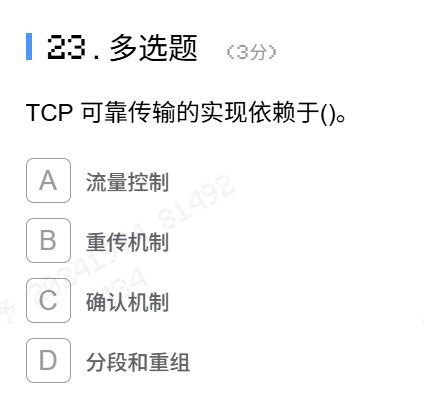 23.多选题 (3分)
TCP 可靠传输的实现依赖于()。
A 流量控制
B 重传机制
C 确认机制
D 分段和重组